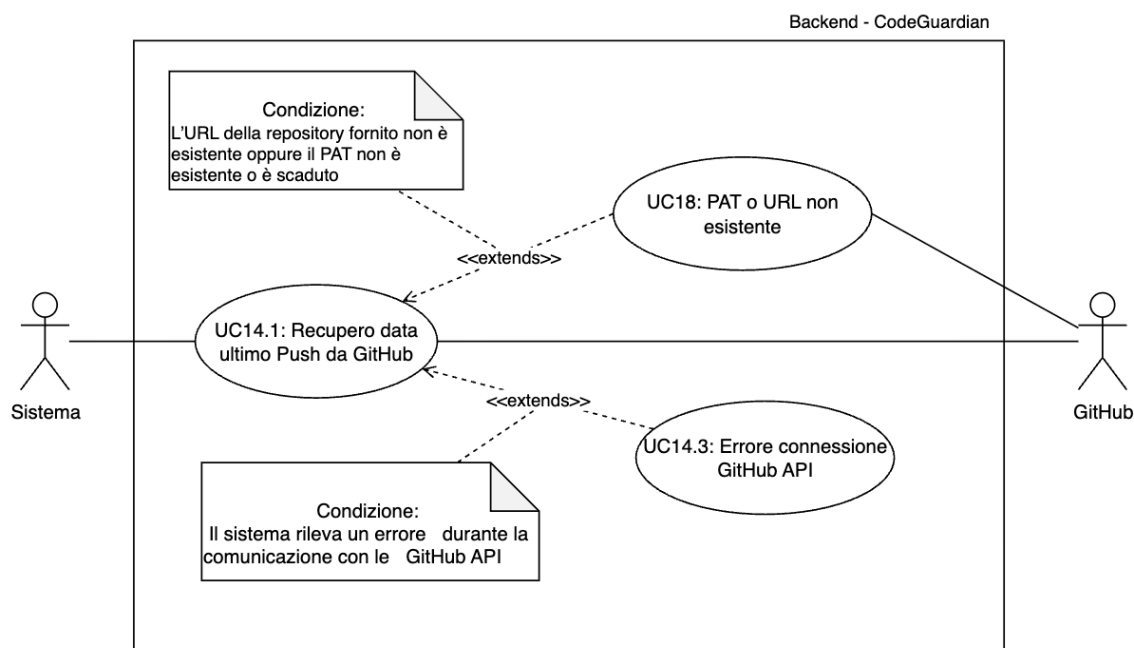 Backend - CodeGuardian
Condizione:
L'URL della repository fornito non è
esistente oppure il PAT non è
esistente o è scaduto
UC18: PAT o URL non
esistente
<<extends>>
UC14.1: Recupero data
ultimo Push da GitHub
Sistema
GitHub
<<extends>>
UC14.3: Errore connessione
GitHub API
Condizione:
Il sistema rileva un errore durante la
comunicazione con le GitHub API